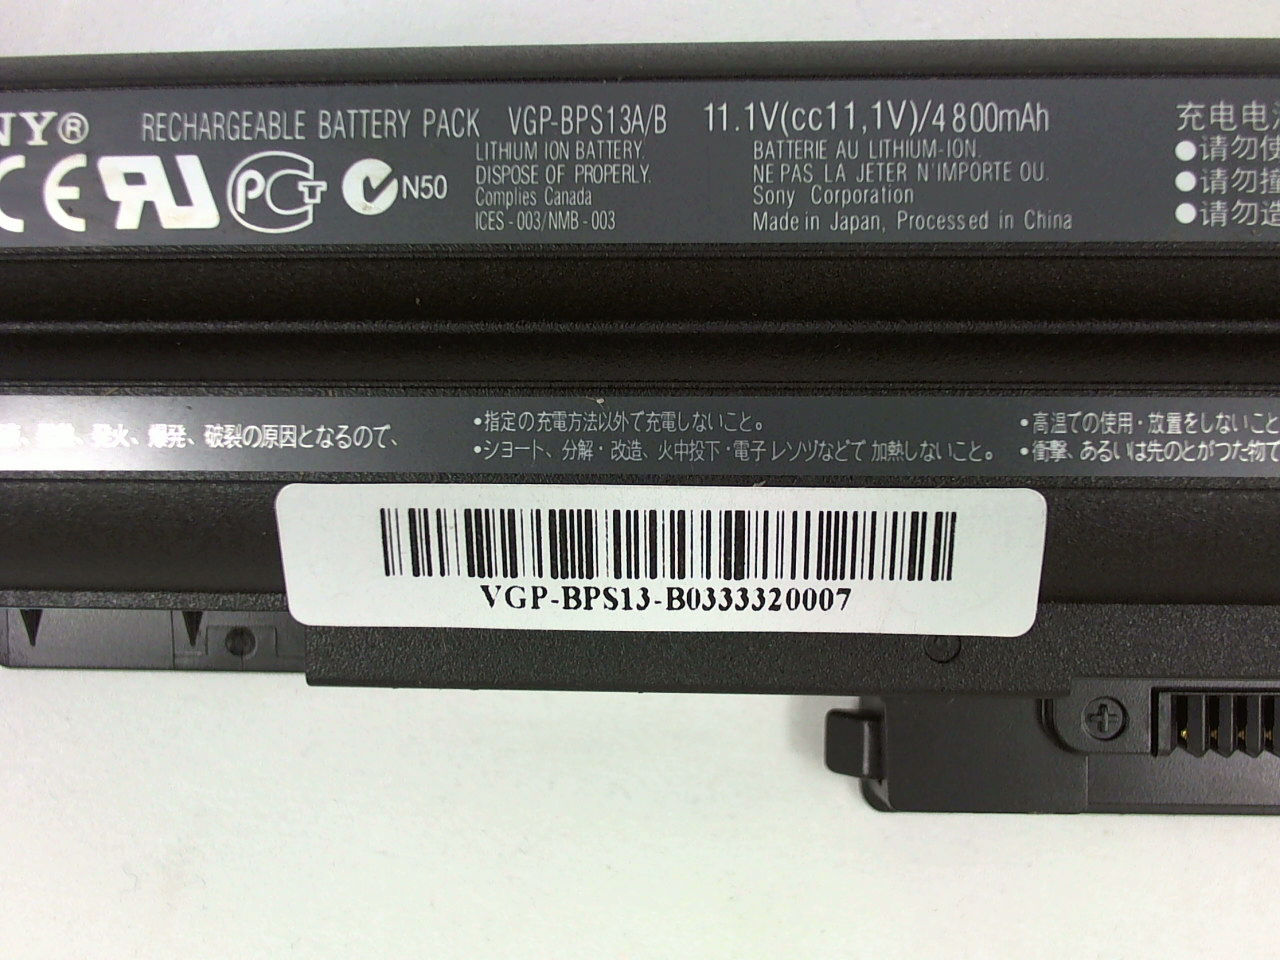 NY®
RECHARGEABLE BATTERY PACK VGP-BPS13A/B 11.1V(cc11,1V)/4800mAh
CE
N50
LITHIUM ION BATTERY.
DISPOSE OF PROPERLY.
Complies Canada
ICES-003/NMB-003
BATTERIE AU LITHIUM-ION
NE PAS LA JETER N'IMPORTE OU.
Sony Corporation
Made in Japan, Processed in China
充电电
●请勿使
●请勿撞
●请勿造
火、爆発、破裂の原因となるので、
・指定の充電方法以外で充電しないこと。
・ショート、分解・改造、火中投下・電子レンジなどで加熱しないこと。
・高温での使用・放置をしないこと
・衝撃、あるいは先のとがつた物で
VGP-BPS13-B0333320007